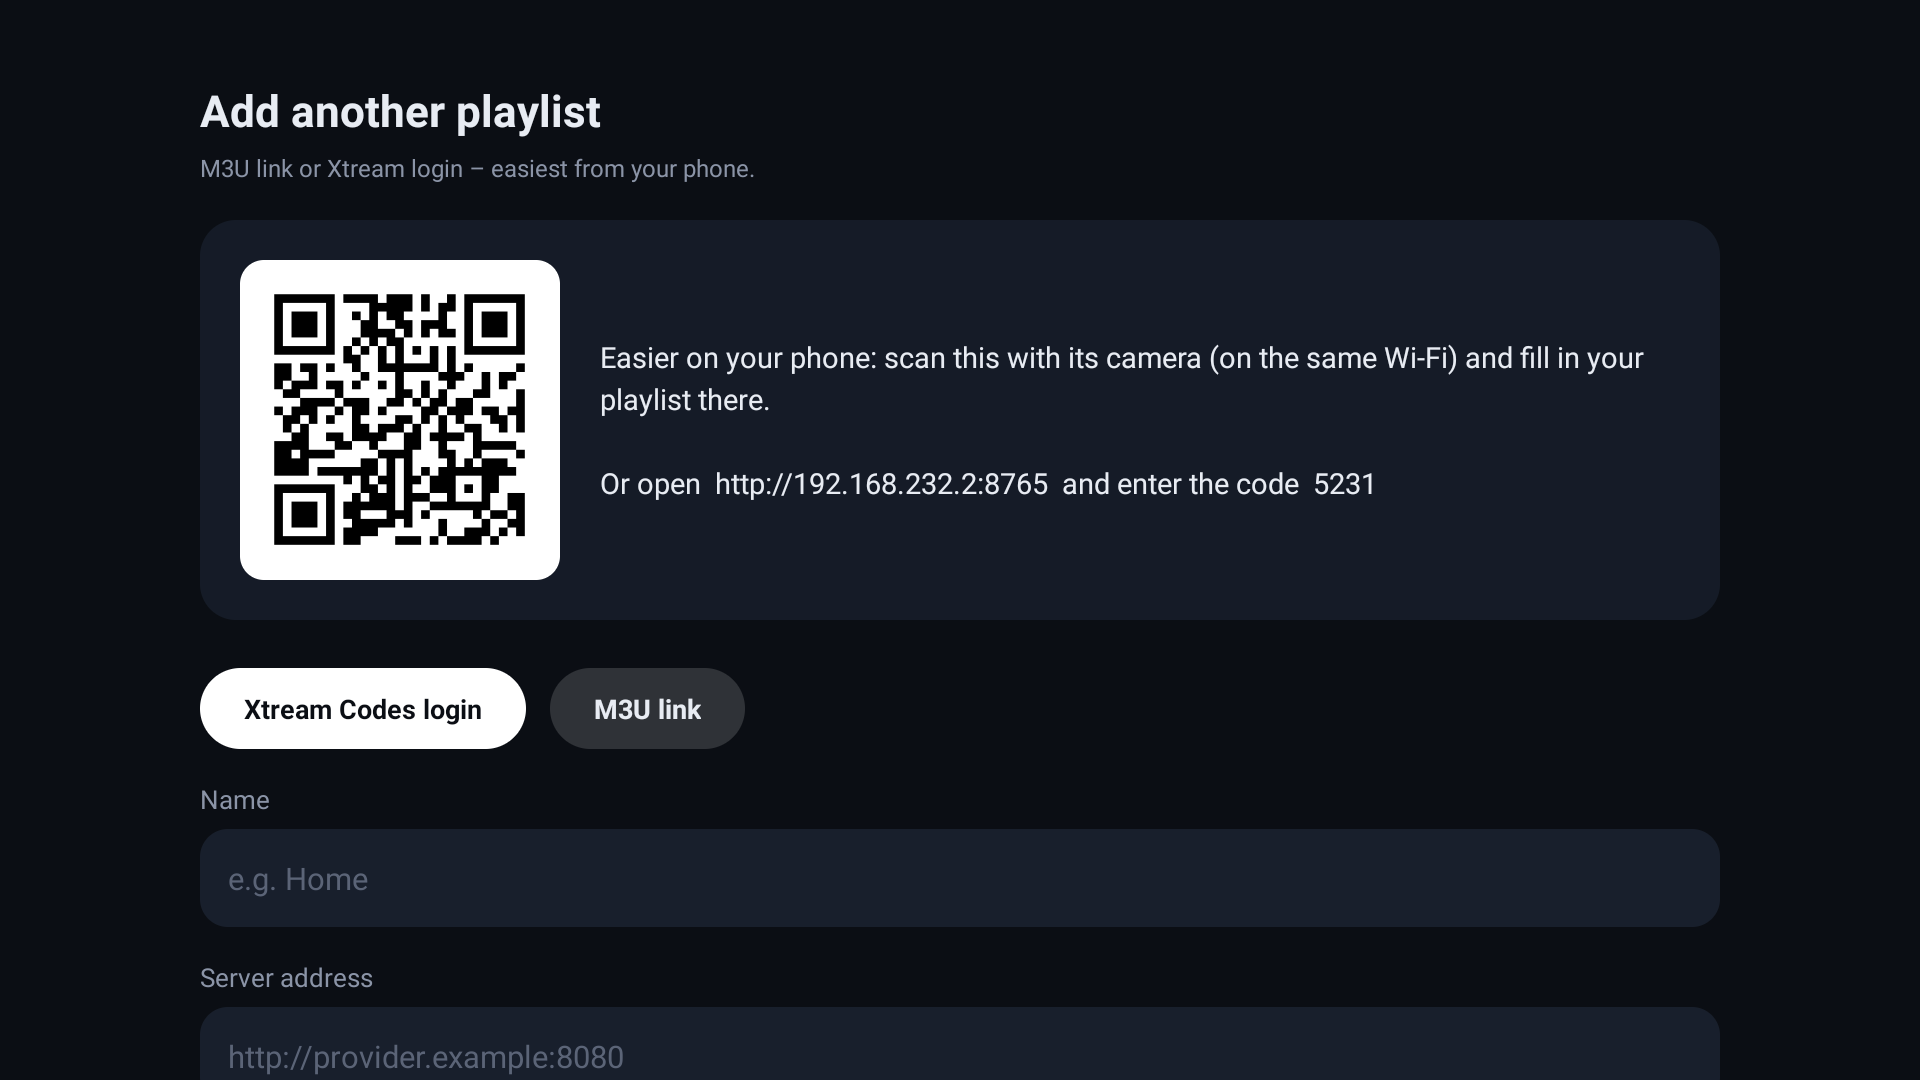 Add another playlist
M3U link or Xtream login – easiest from your phone.
Easier on your phone: scan this with its camera (on the same Wi-Fi) and fill in your
playlist there.
Or open  http://192.168.232.2:8765  and enter the code  5231
Xtream Codes login
M3U link
Name
e.g. Home
Server address
http://provider.example:8080